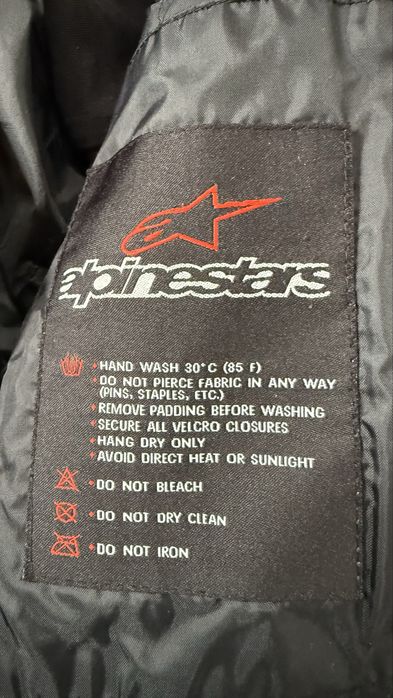 alpinestars
HAND WASH 30°C (85 F)
DO NOT PIERCE FABRIC IN ANY WAY
(PINS, STAPLES, ETC.)
REMOVE PADDING BEFORE WASHING
SECURE ALL VELCRO CLOSURES
HANG DRY ONLY
AVOID DIRECT HEAT OR SUNLIGHT
DO NOT BLEACH
DO NOT DRY CLEAN
DO NOT IRON